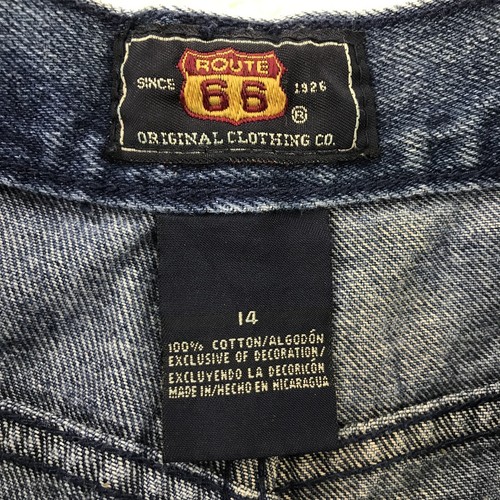 ROUTE
SINCE 66 1926
®
ORIGINAL CLOTHING CO.
14
100% COTTON/ALGODÓN
EXCLUSIVE OF DECORATION/
EXCLUYENDO LA DECORICÓN
MADE IN/HECHO EN NICARAGUA